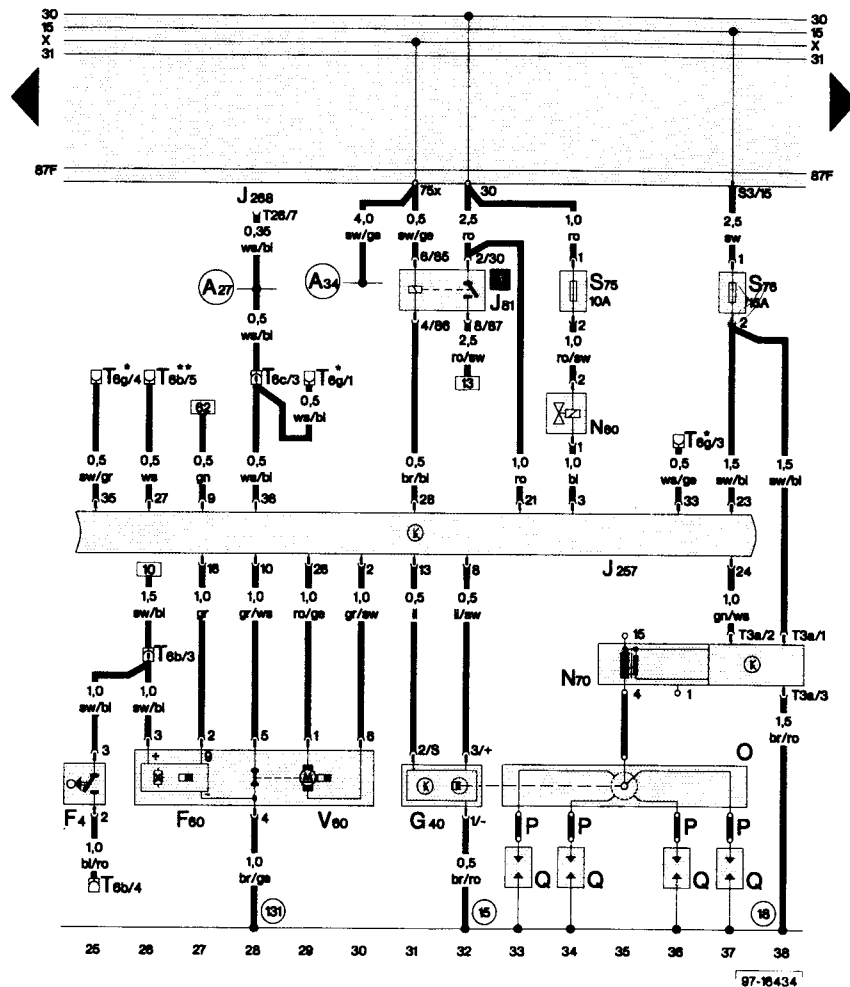 30 30
15 15
X X
31 31
87F 87F
J 268
T26/7
75x 30 S3/15
0,35 4,0 0,5 2,5 1,0 2,5
ws/bl sw/ge sw/ge ro ro sw
6/85 2/30 1 1
A27 A34 J81 S75 S76
10A 15A
4/86 8/87 2 2
0,5 2,5 1,0
ws/bl ro/sw ro/sw
T6g/4* T6b/5** T6c/3 T6g/1* 13 2
62 0,5 N80
ws/bl 1 T6g/3*
0,5 0,5 0,5 0,5 0,5 1,0 1,0 0,5 1,5 1,5
sw/gr ws gn ws/bl br/bl ro bl ws/ge sw/bl sw/bl
35 27 9 36 28 21 3 33 23
K
J 257
10 16 10 26 2 13 8 24
1,5 1,0 1,0 1,0 1,0 0,5 0,5 1,0
sw/bl gr gr/ws ro/ge gr/sw li li/sw gn/ws
T6b/3 15 T3a/2 T3a/1
K
N70
1,0 1,0 4 1 T3a/3
sw/bl sw/bl 1,5
br/ro
3 3 2 5 1 6 2/S 3/+ O
+ 9 M K
-
F4 F60 V60 G40
2 4 1/- P P P P
1,0 1,0 0,5 Q Q Q Q
bl/ro br/ge br/ro
T6b/4 131 15 18
25 26 27 28 29 30 31 32 33 34 35 36 37 38
97-16434